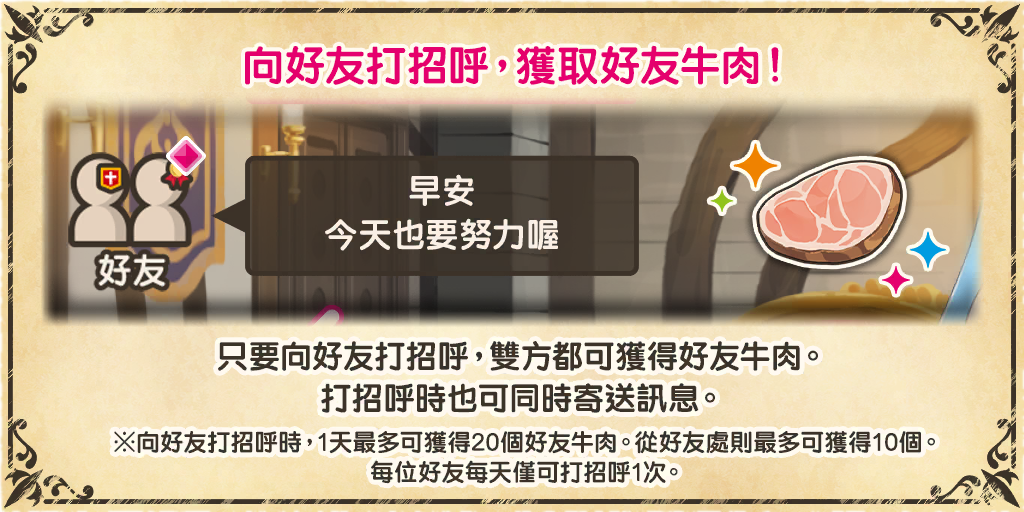 向好友打招呼,獲取好友牛肉!
早安
今天也要努力喔
好友
只要向好友打招呼,雙方都可獲得好友牛肉。
打招呼時也可同時寄送訊息。
※向好友打招呼時,1天最多可獲得20個好友牛肉。從好友處則最多可獲得10個。
每位好友每天僅可打招呼1次。